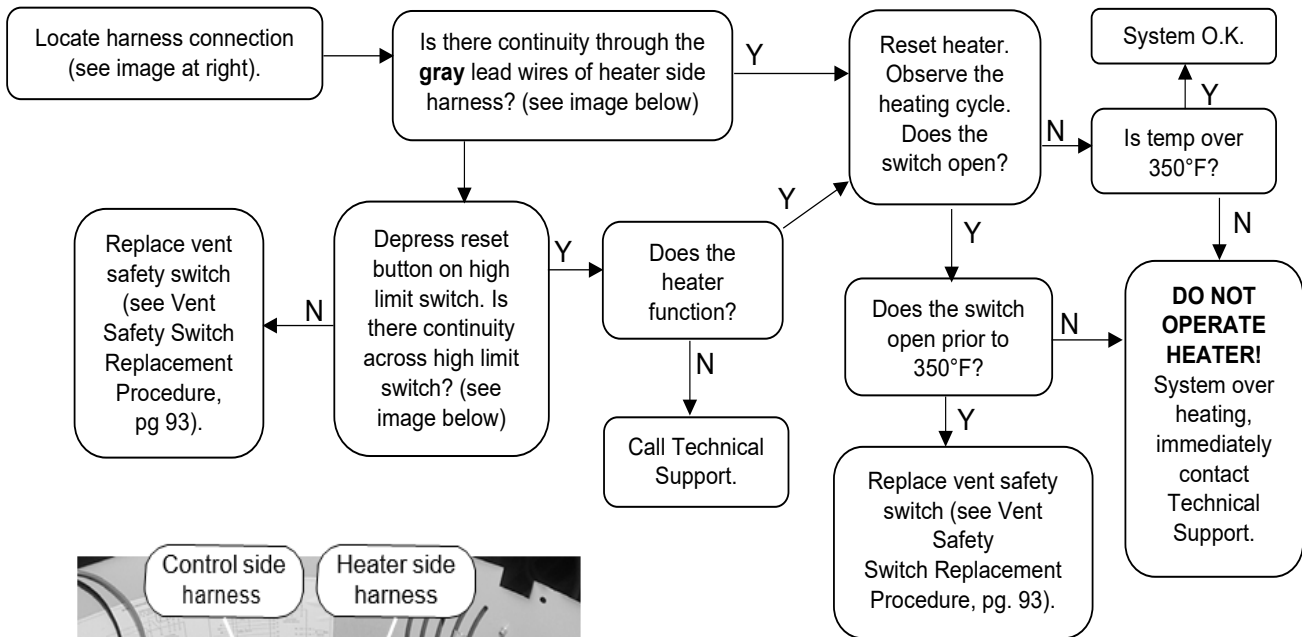 Locate harness connection
(see image at right).
Is there continuity through the
gray lead wires of heater side
harness? (see image below)
Y
Reset heater.
Observe the
heating cycle.
Does the
switch open?
N
Is temp over
350°F?
Y
System O.K.
N
DO NOT
OPERATE
HEATER!
System over
heating,
immediately
contact
Technical
Support.
Y
Does the switch
open prior to
350°F?
N
Y
Replace vent safety
switch (see Vent
Safety
Switch Replacement
Procedure, pg. 93).
Depress reset
button on high
limit switch. Is
there continuity
across high limit
switch? (see
image below)
N
Replace vent
safety switch
(see Vent
Safety Switch
Replacement
Procedure,
pg 93).
Y
Does the
heater
function?
Y
N
Call Technical
Support.
Control side
harness
Heater side
harness